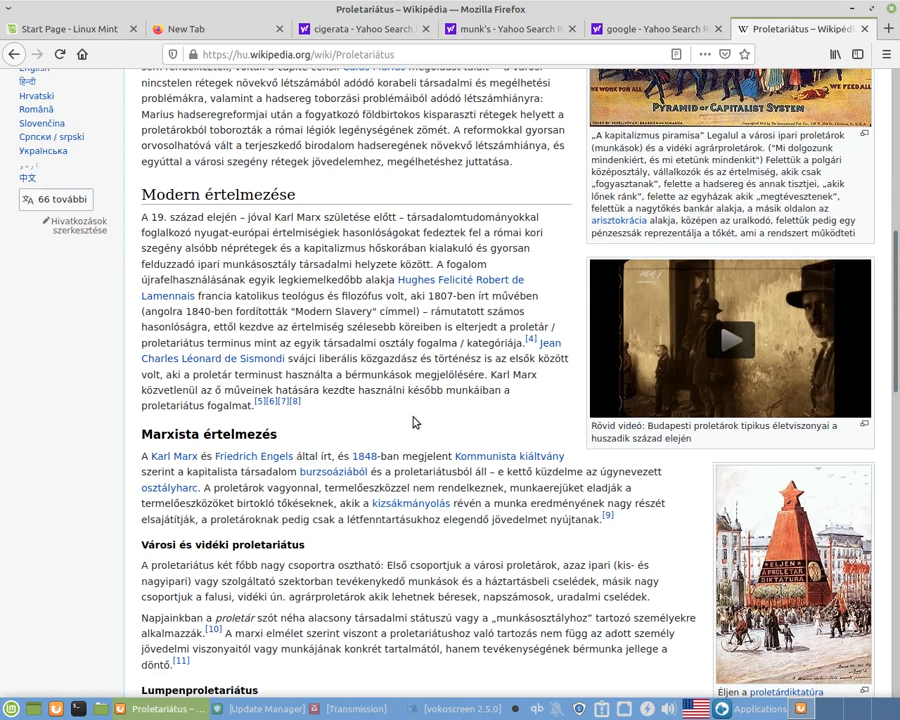 Proletariátus — Wikipédia — Mozilla Firefox
Start Page - Linux Mint
New Tab
cigerata - Yahoo Search
munk's - Yahoo Search R
google - Yahoo Search R
Proletariátus – Wikipédi
https://hu.wikipedia.org/wiki/Proletariátus
English
हिन्दी
Hrvatski
Română
Slovenčina
Српски / srpski
Українська
اردو
中文
66 további
Hivatkozások
szerkesztése
nincstelen rétegek növekvő létszámából adódó korabeli társadalmi és megélhetési
problémákra, valamint a hadsereg toborzási problémáiból adódó létszámhiányra:
Marius hadseregreformjai után a fogyatkozó földbirtokos kisparaszti rétegek helyett a
proletárokból toborozták a római légiók legénységének zömét. A reformokkal gyorsan
orvosolhatóvá vált a terjeszkedő birodalom hadseregének növekvő létszámhiánya, és
egyúttal a városi szegény rétegek jövedelemhez, megélhetéshez juttatása.
Modern értelmezése
A 19. század elején – jóval Karl Marx születése előtt – társadalomtudományokkal
foglalkozó nyugat-európai értelmiségiek hasonlóságokat fedeztek fel a római kori
szegény alsóbb néprétegek és a kapitalizmus hőskorában kialakuló és gyorsan
felduzzadó ipari munkásosztály társadalmi helyzete között. A fogalom
újrafelhasználásának egyik legkiemelkedőbb alakja Hughes Felicité Robert de
Lamennais francia katolikus teológus és filozófus volt, aki 1807-ben írt művében
(angolra 1840-ben fordították "Modern Slavery" címmel) – rámutatott számos
hasonlóságra, ettől kezdve az értelmiség szélesebb köreiben is elterjedt a proletár /
proletariátus terminus mint az egyik társadalmi osztály fogalma / kategóriája.[4] Jean
Charles Léonard de Sismondi svájci liberális közgazdász és történész is az elsők között
volt, aki a proletár terminust használta a bérmunkások megjelölésére. Karl Marx
közvetlenül az ő műveinek hatására kezdte használni később munkáiban a
proletariátus fogalmat.[5][6][7][8]
Marxista értelmezés
A Karl Marx és Friedrich Engels által írt, és 1848-ban megjelent Kommunista kiáltvány
szerint a kapitalista társadalom burzsoáziából és a proletariátusból áll – e kettő küzdelme az úgynevezett
osztályharc. A proletárok vagyonnal, termelőeszközzel nem rendelkeznek, munkaerejüket eladják a
termelőeszközöket birtokló tőkéseknek, akik a kizsákmányolás révén a munka eredményének nagy részét
elsajátítják, a proletároknak pedig csak a létfenntartásukhoz elegendő jövedelmet nyújtanak.[9]
Városi és vidéki proletariátus
A proletariátus két főbb nagy csoportra osztható: Első csoportjuk a városi proletárok, azaz ipari (kis- és
nagyipari) vagy szolgáltató szektorban tevékenykedő munkások és a háztartásbeli cselédek, másik nagy
csoportjuk a falusi, vidéki ún. agrárproletárok akik lehetnek béresek, napszámosok, uradalmi cselédek.
Napjainkban a proletár szót néha alacsony társadalmi státuszú vagy a „munkásosztályhoz” tartozó személyekre
alkalmazzák.[10] A marxi elmélet szerint viszont a proletariátushoz való tartozás nem függ az adott személy
jövedelmi viszonyaitól vagy munkájának konkrét tartalmától, hanem tevékenységének bérmunka jellege a
döntő.[11]
Lumpenproletariátus
WE WORK FOR ALL
WE FEED ALL
PYRAMID OF CAPITALIST SYSTEM
„A kapitalizmus piramisa” Legalul a városi ipari proletárok
(munkások) és a vidéki agrárproletárok. ("Mi dolgozunk
mindenkiért, és mi etetünk mindenkit") Felettük a polgári
középosztály, vállalkozók és az értelmiség, akik csak
„fogyasztanak”, felette a hadsereg és annak tisztjei, „akik
lőnek ránk”, felette az egyházak akik „megtévesztenek”,
felettük a nagytőkés bankár alakja, a másik oldalon az
arisztokrácia alakja, középen az uralkodó, felettük pedig egy
pénzeszsák reprezentálja a tőkét, ami a rendszert működteti
Rövid videó: Budapesti proletárok tipikus életviszonyai a
huszadik század elején
ELJEN
A PROLETÁR
DIKTATURA
Éljen a proletárdiktatúra
Proletariátus – ...
[Update Manager]
[Transmission]
[vokoscreen 2.5.0]
qb
Applications